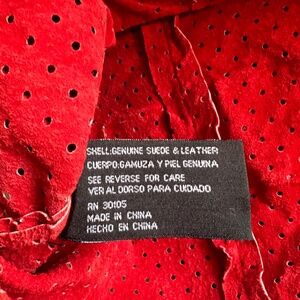 SHELL:GENUINE SUEDE & LEATHER
CUERPO:GAMUZA Y PIEL GENUINA
SEE REVERSE FOR CARE
VER AL DORSO PARA CUIDADO
RN 30105
MADE IN CHINA
HECHO EN CHINA